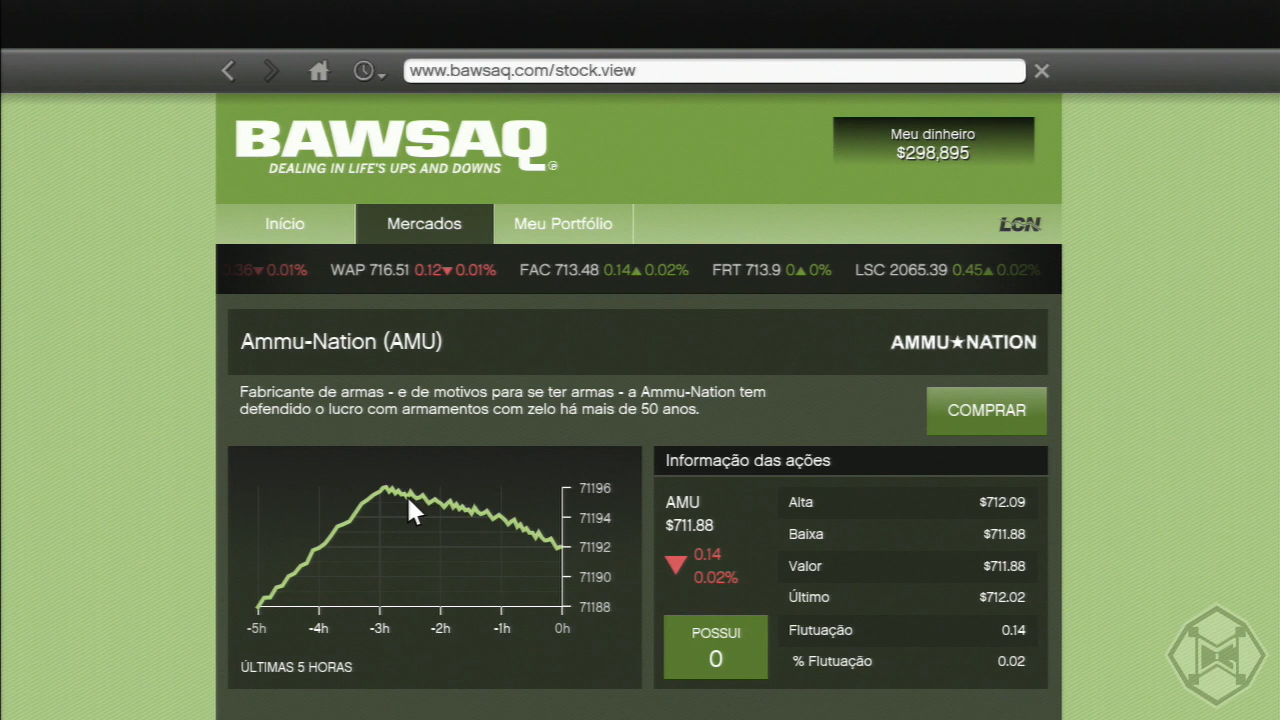 www.bawsaq.com/stock.view
BAWSAQ
DEALING IN LIFE'S UPS AND DOWNS
Meu dinheiro
$298,895
Início Mercados Meu Portfólio LCN
0.01% WAP 716.51 0.12▼0.01% FAC 713.48 0.14▲0.02% FRT 713.9 0▲0% LSC 2065.39 0.45▲0.02%
Ammu-Nation (AMU) AMMU★NATION
Fabricante de armas - e de motivos para se ter armas - a Ammu-Nation tem
defendido o lucro com armamentos com zelo há mais de 50 anos.
COMPRAR
71196
71194
71192
71190
71188
-5h -4h -3h -2h -1h 0h
ÚLTIMAS 5 HORAS
Informação das ações
AMU
$711.88
▼ 0.14
0.02%
POSSUI
0
Alta $712.09
Baixa $711.88
Valor $711.88
Último $712.02
Flutuação 0.14
% Flutuação 0.02